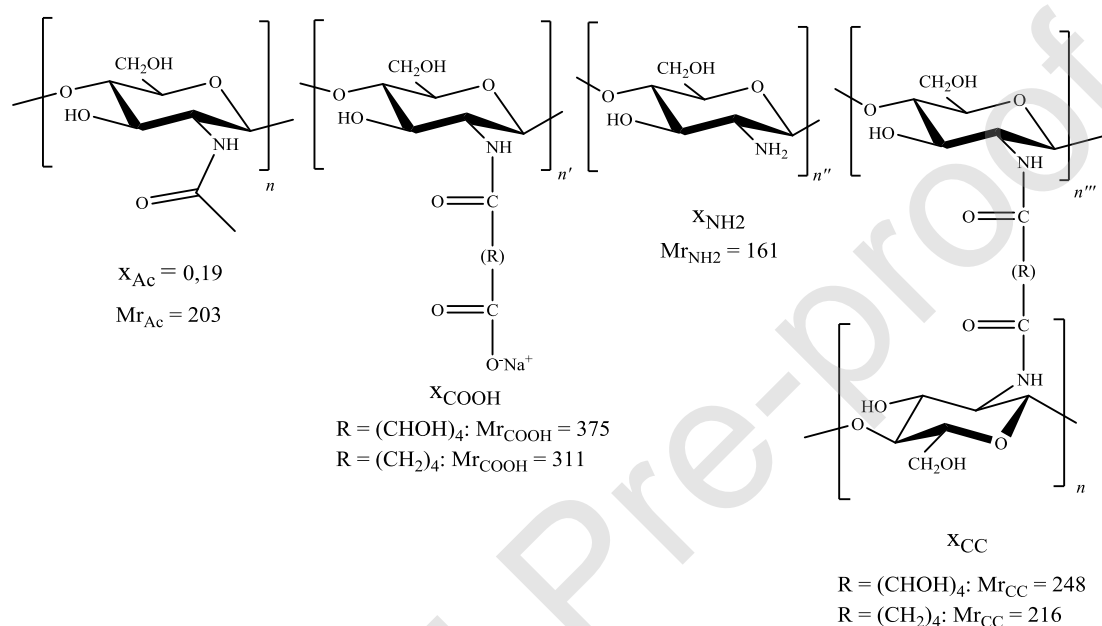 CH2OH
O
O
HO
NH
O
n
xAc = 0,19
MrAc = 203
CH2OH
O
O
HO
NH
n'
O
C
(R)
O
C
O-Na+
xCOOH
R = (CHOH)4: MrCOOH = 375
R = (CH2)4: MrCOOH = 311
CH2OH
O
O
HO
NH2
n''
xNH2
MrNH2 = 161
CH2OH
O
O
HO
NH
n'''
O
C
(R)
O
C
NH
HO
O
O
CH2OH
n
xCC
R = (CHOH)4: MrCC = 248
R = (CH2)4: MrCC = 216
Pre-proof